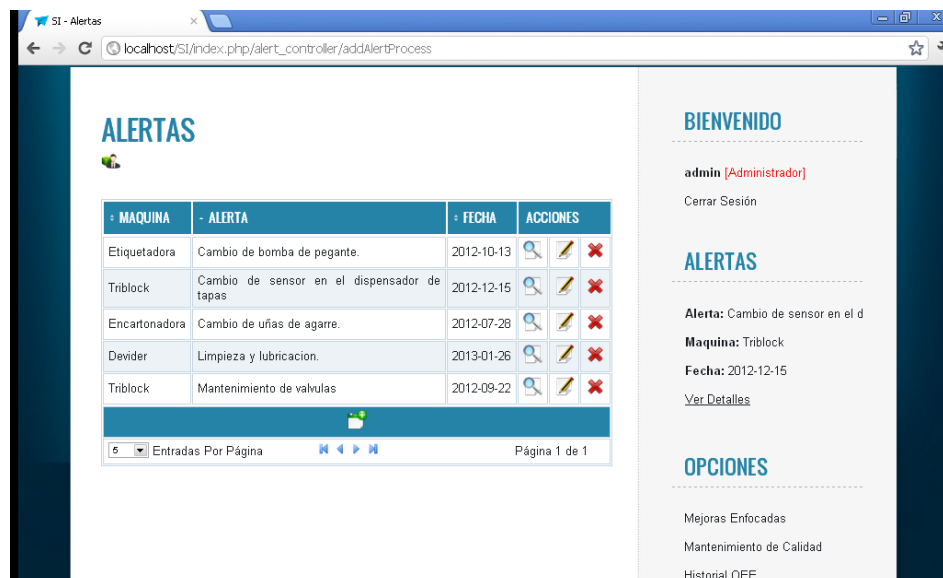 SI - Alertas
localhost/SI/index.php/alert_controller/addAlertProcess
ALERTAS
MAQUINA - ALERTA FECHA ACCIONES
Etiquetadora Cambio de bomba de pegante. 2012-10-13
Triblock Cambio de sensor en el dispensador de tapas 2012-12-15
Encartonadora Cambio de uñas de agarre. 2012-07-28
Devider Limpieza y lubricacion. 2013-01-26
Triblock Mantenimiento de valvulas 2012-09-22
5 Entradas Por Página Página 1 de 1
BIENVENIDO
admin [Administrador]
Cerrar Sesión
ALERTAS
Alerta: Cambio de sensor en el d
Maquina: Triblock
Fecha: 2012-12-15
Ver Detalles
OPCIONES
Mejoras Enfocadas
Mantenimiento de Calidad
Historial OEE